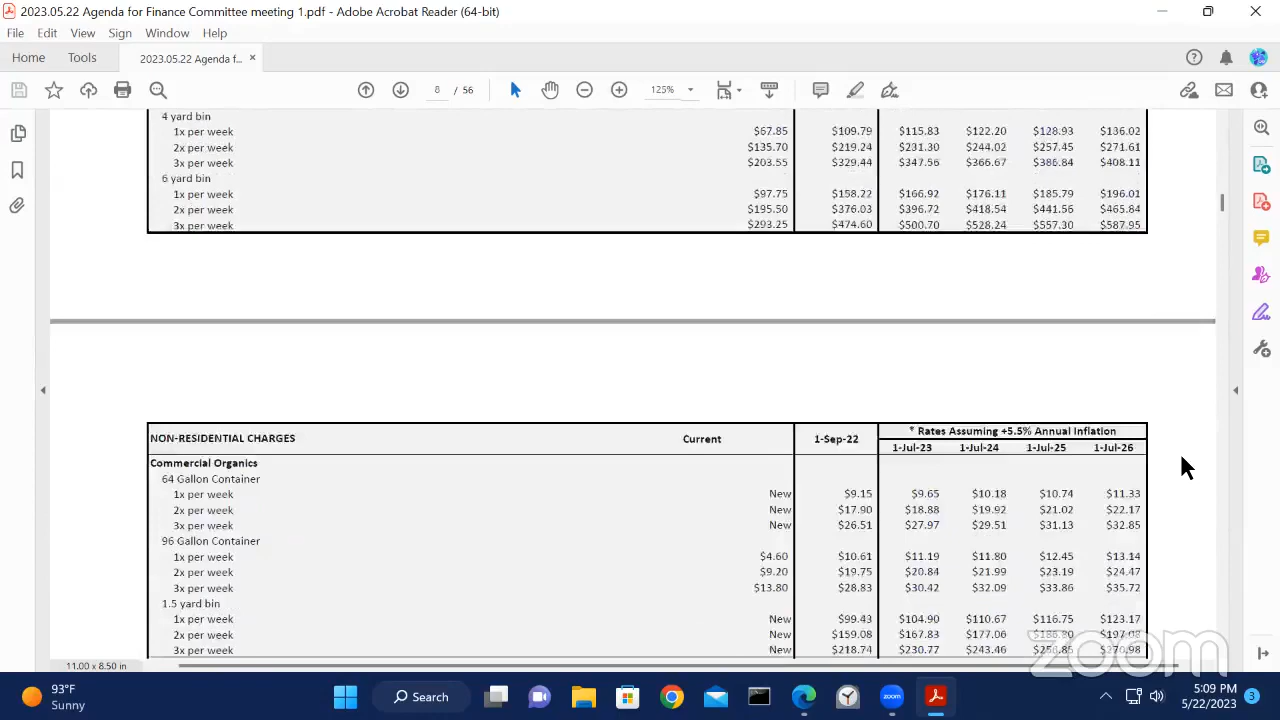 2023.05.22 Agenda for Finance Committee meeting 1.pdf - Adobe Acrobat Reader (64-bit)
File Edit View Sign Window Help
Home Tools 2023.05.22 Agenda f... ×
8 / 56 125%
4 yard bin
1x per week $67.85 $109.79 $115.83 $122.20 $128.93 $136.02
2x per week $135.70 $219.24 $231.30 $244.02 $257.45 $271.61
3x per week $203.55 $329.44 $347.56 $366.67 $386.84 $408.11
6 yard bin
1x per week $97.75 $158.22 $166.92 $176.11 $185.79 $196.01
2x per week $195.50 $376.03 $396.72 $418.54 $441.56 $465.84
3x per week $293.25 $474.60 $500.70 $528.24 $557.30 $587.95
* Rates Assuming +5.5% Annual Inflation
NON-RESIDENTIAL CHARGES Current 1-Sep-22 1-Jul-23 1-Jul-24 1-Jul-25 1-Jul-26
Commercial Organics
64 Gallon Container
1x per week New $9.15 $9.65 $10.18 $10.74 $11.33
2x per week New $17.90 $18.88 $19.92 $21.02 $22.17
3x per week New $26.51 $27.97 $29.51 $31.13 $32.85
96 Gallon Container
1x per week $4.60 $10.61 $11.19 $11.80 $12.45 $13.14
2x per week $9.20 $19.75 $20.84 $21.99 $23.19 $24.47
3x per week $13.80 $28.83 $30.42 $32.09 $33.86 $35.72
1.5 yard bin
1x per week New $99.43 $104.90 $110.67 $116.75 $123.17
2x per week New $159.08 $167.83 $177.06
3x per week New $218.74 $230.77 $243.46
zoom
11.00 x 8.50 in
93°F
Sunny
Search
zoom
5:09 PM
5/22/2023
3